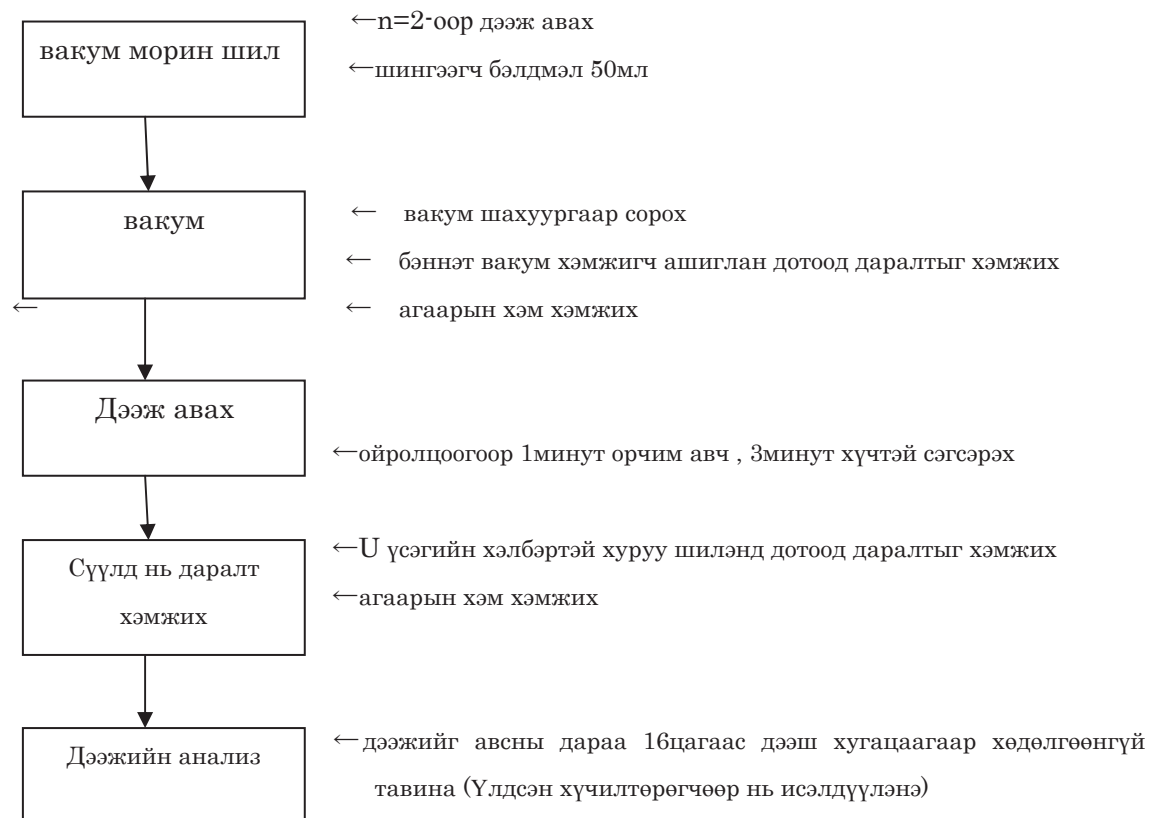 вакум морин шил
←n=2-оор дээж авах
←шингээгч бэлдмэл 50мл
вакум
← вакум шахуургаар сорох
← бэннэт вакум хэмжигч ашиглан дотоод даралтыг хэмжих
←
← агаарын хэм хэмжих
Дээж авах
←ойролцоогоор 1минут орчим авч , 3минут хүчтэй сэгсэрэх
Сүүлд нь даралт
хэмжих
←U үсэгийн хэлбэртэй хуруу шилэнд дотоод даралтыг хэмжих
←агаарын хэм хэмжих
Дээжийн анализ
←дээжийг авсны дараа 16цагаас дээш хугацаагаар хөдөлгөөнгүй
тавина (Үлдсэн хүчилтөрөгчөөр нь исэлдүүлэнэ)